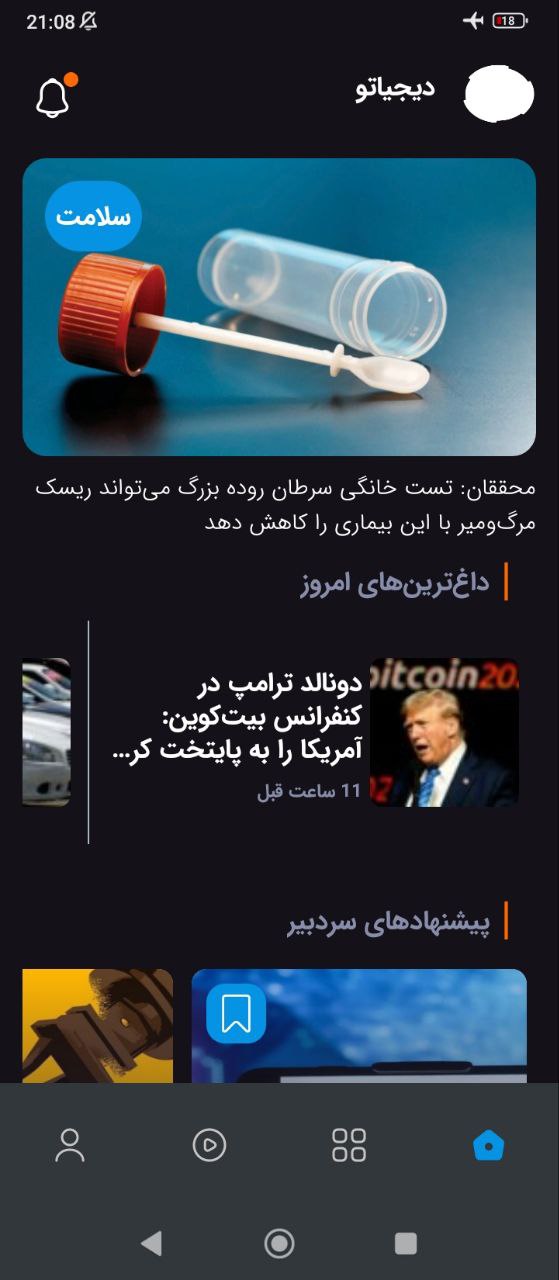 21:08
18
دیجیاتو
سلامت
محققان: تست خانگی سرطان روده بزرگ می‌تواند ریسک
مرگ‌ومیر با این بیماری را کاهش دهد
داغ‌ترین‌های امروز
bitcoin20
دونالد ترامپ در
کنفرانس بیت‌کوین:
آمریکا را به پایتخت کر...
11 ساعت قبل
پیشنهادهای سردبیر